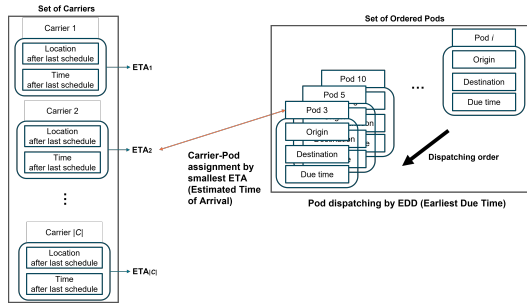 Set of Carriers
Carrier 1
Location
after last schedule
Time
after last schedule
ETA1
Carrier 2
Location
after last schedule
Time
after last schedule
ETA2
Carrier |C|
Location
after last schedule
Time
after last schedule
ETA|C|
Carrier-Pod
assignment by
smallest ETA
(Estimated Time
of Arrival)
Set of Ordered Pods
Pod i
Origin
Destination
Due time
Pod 10
Pod 5
Pod 3
Origin
Destination
Due time
...
Dispatching order
Pod dispatching by EDD (Earliest Due Time)